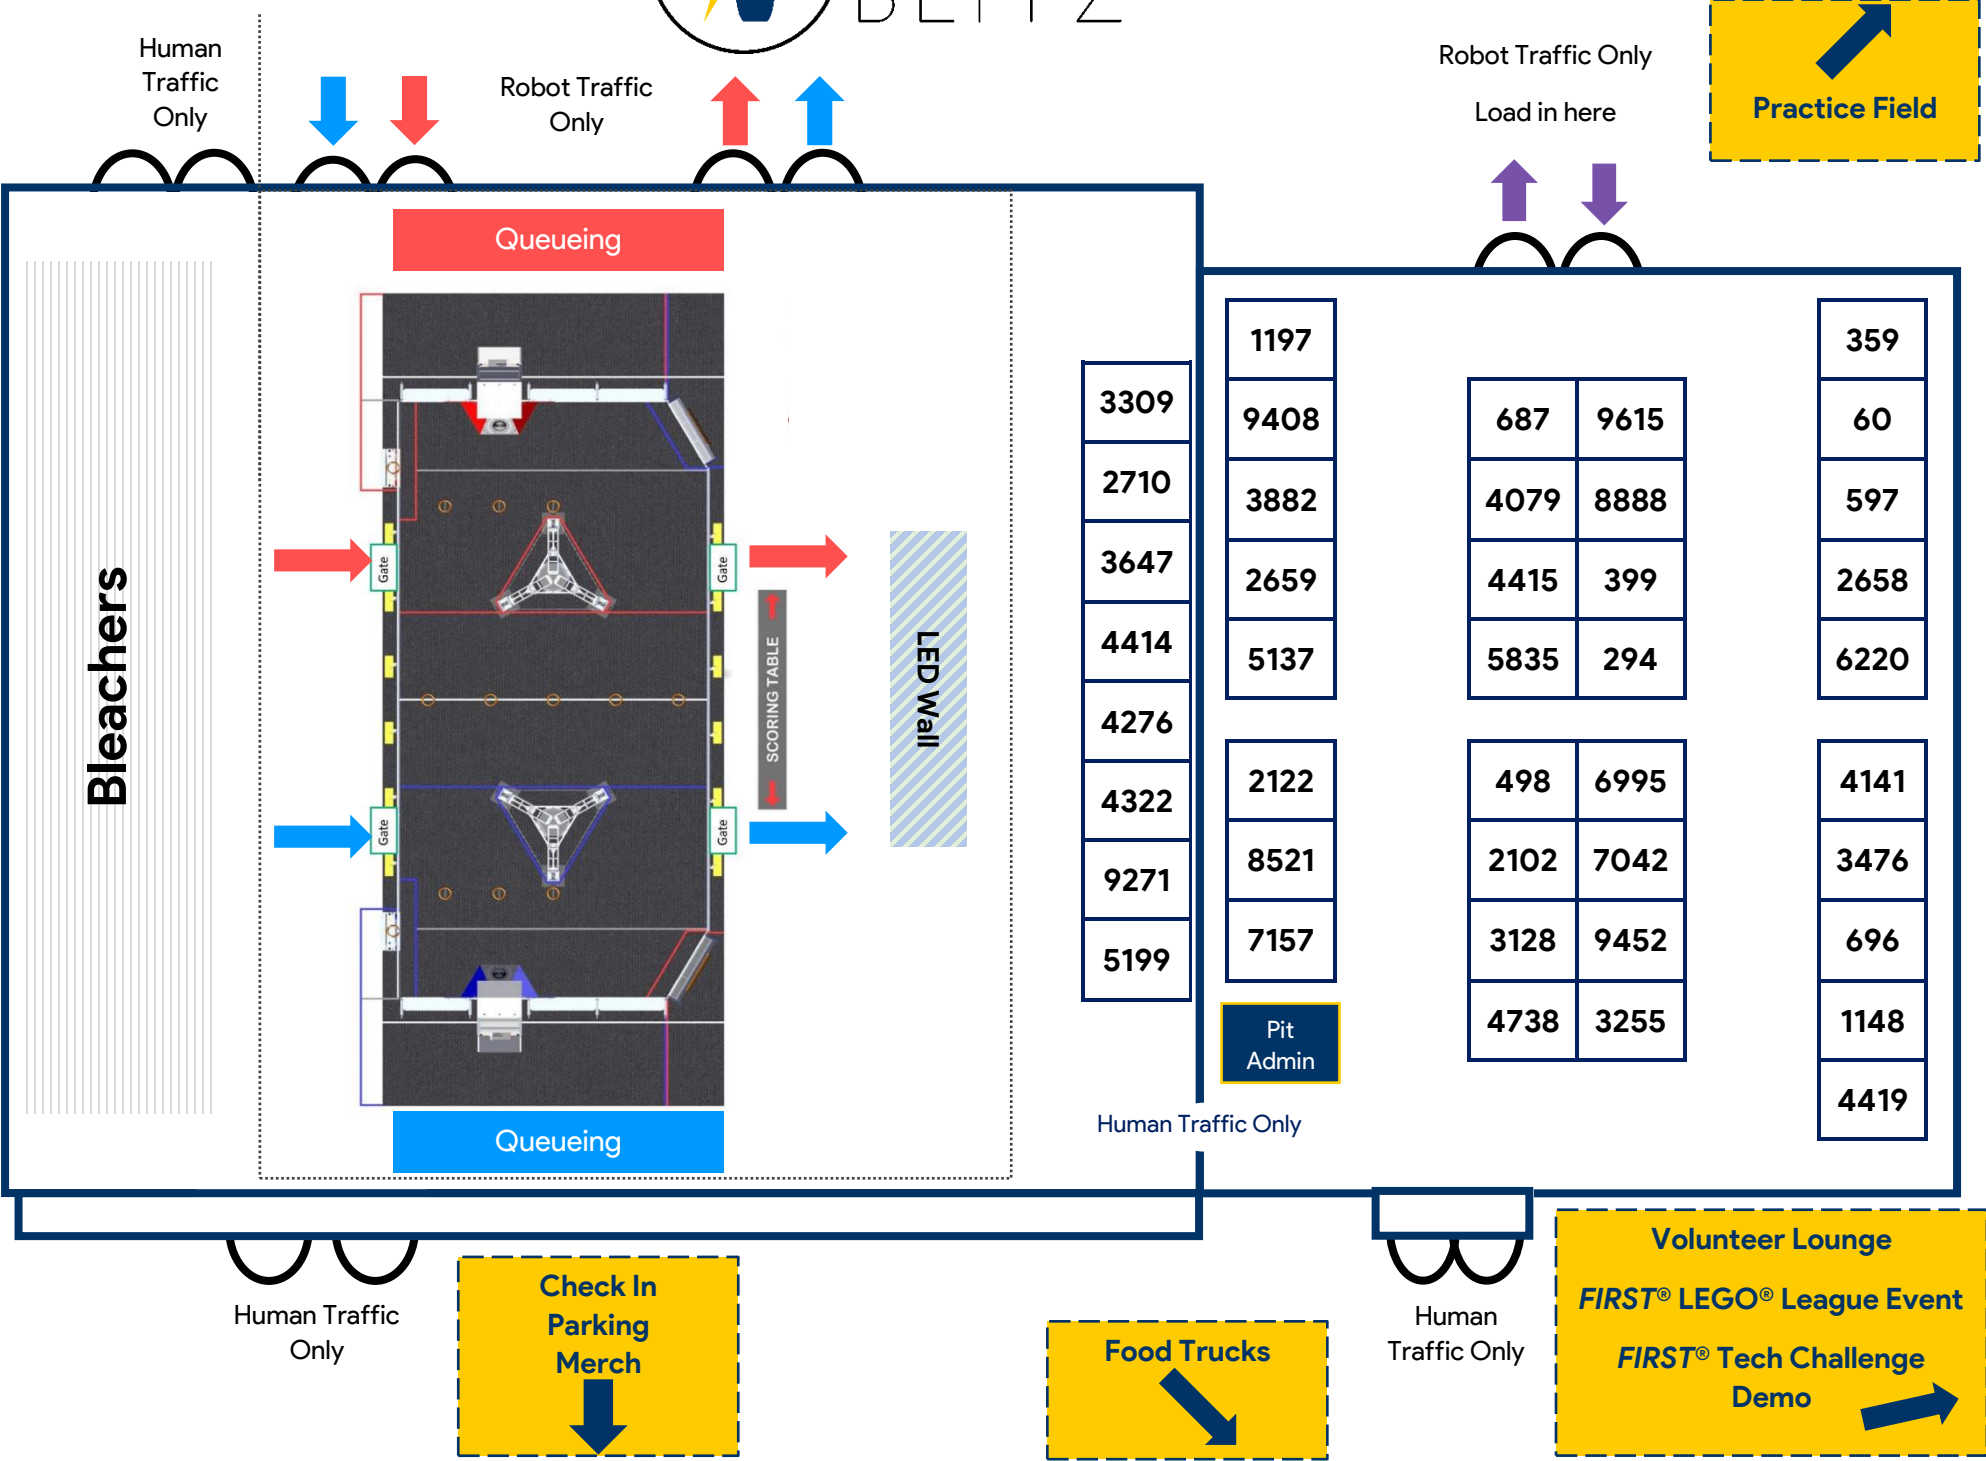 BLITZ
Human
Traffic
Only
Robot Traffic
Only
Robot Traffic Only
Load in here
Practice Field
Queueing
Bleachers
Gate
Gate
Gate
Gate
SCORING TABLE
LED Wall
Queueing
3309
2710
3647
4414
4276
4322
9271
5199
1197
9408
3882
2659
5137
2122
8521
7157
Pit
Admin
Human Traffic Only
687 9615
4079 8888
4415 399
5835 294
498 6995
2102 7042
3128 9452
4738 3255
359
60
597
2658
6220
4141
3476
696
1148
4419
Human Traffic
Only
Check In
Parking
Merch
Food Trucks
Human
Traffic Only
Volunteer Lounge
FIRST® LEGO® League Event
FIRST® Tech Challenge
Demo